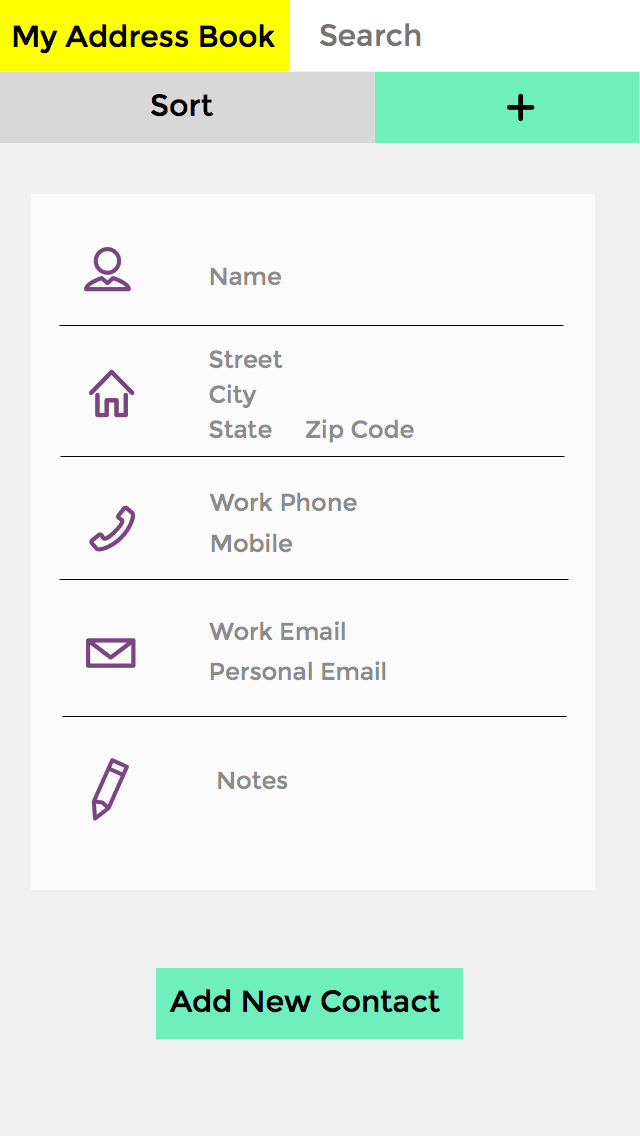 My Address Book
Search
Sort
+
Name
Street
City
State Zip Code
Work Phone
Mobile
Work Email
Personal Email
Notes
Add New Contact